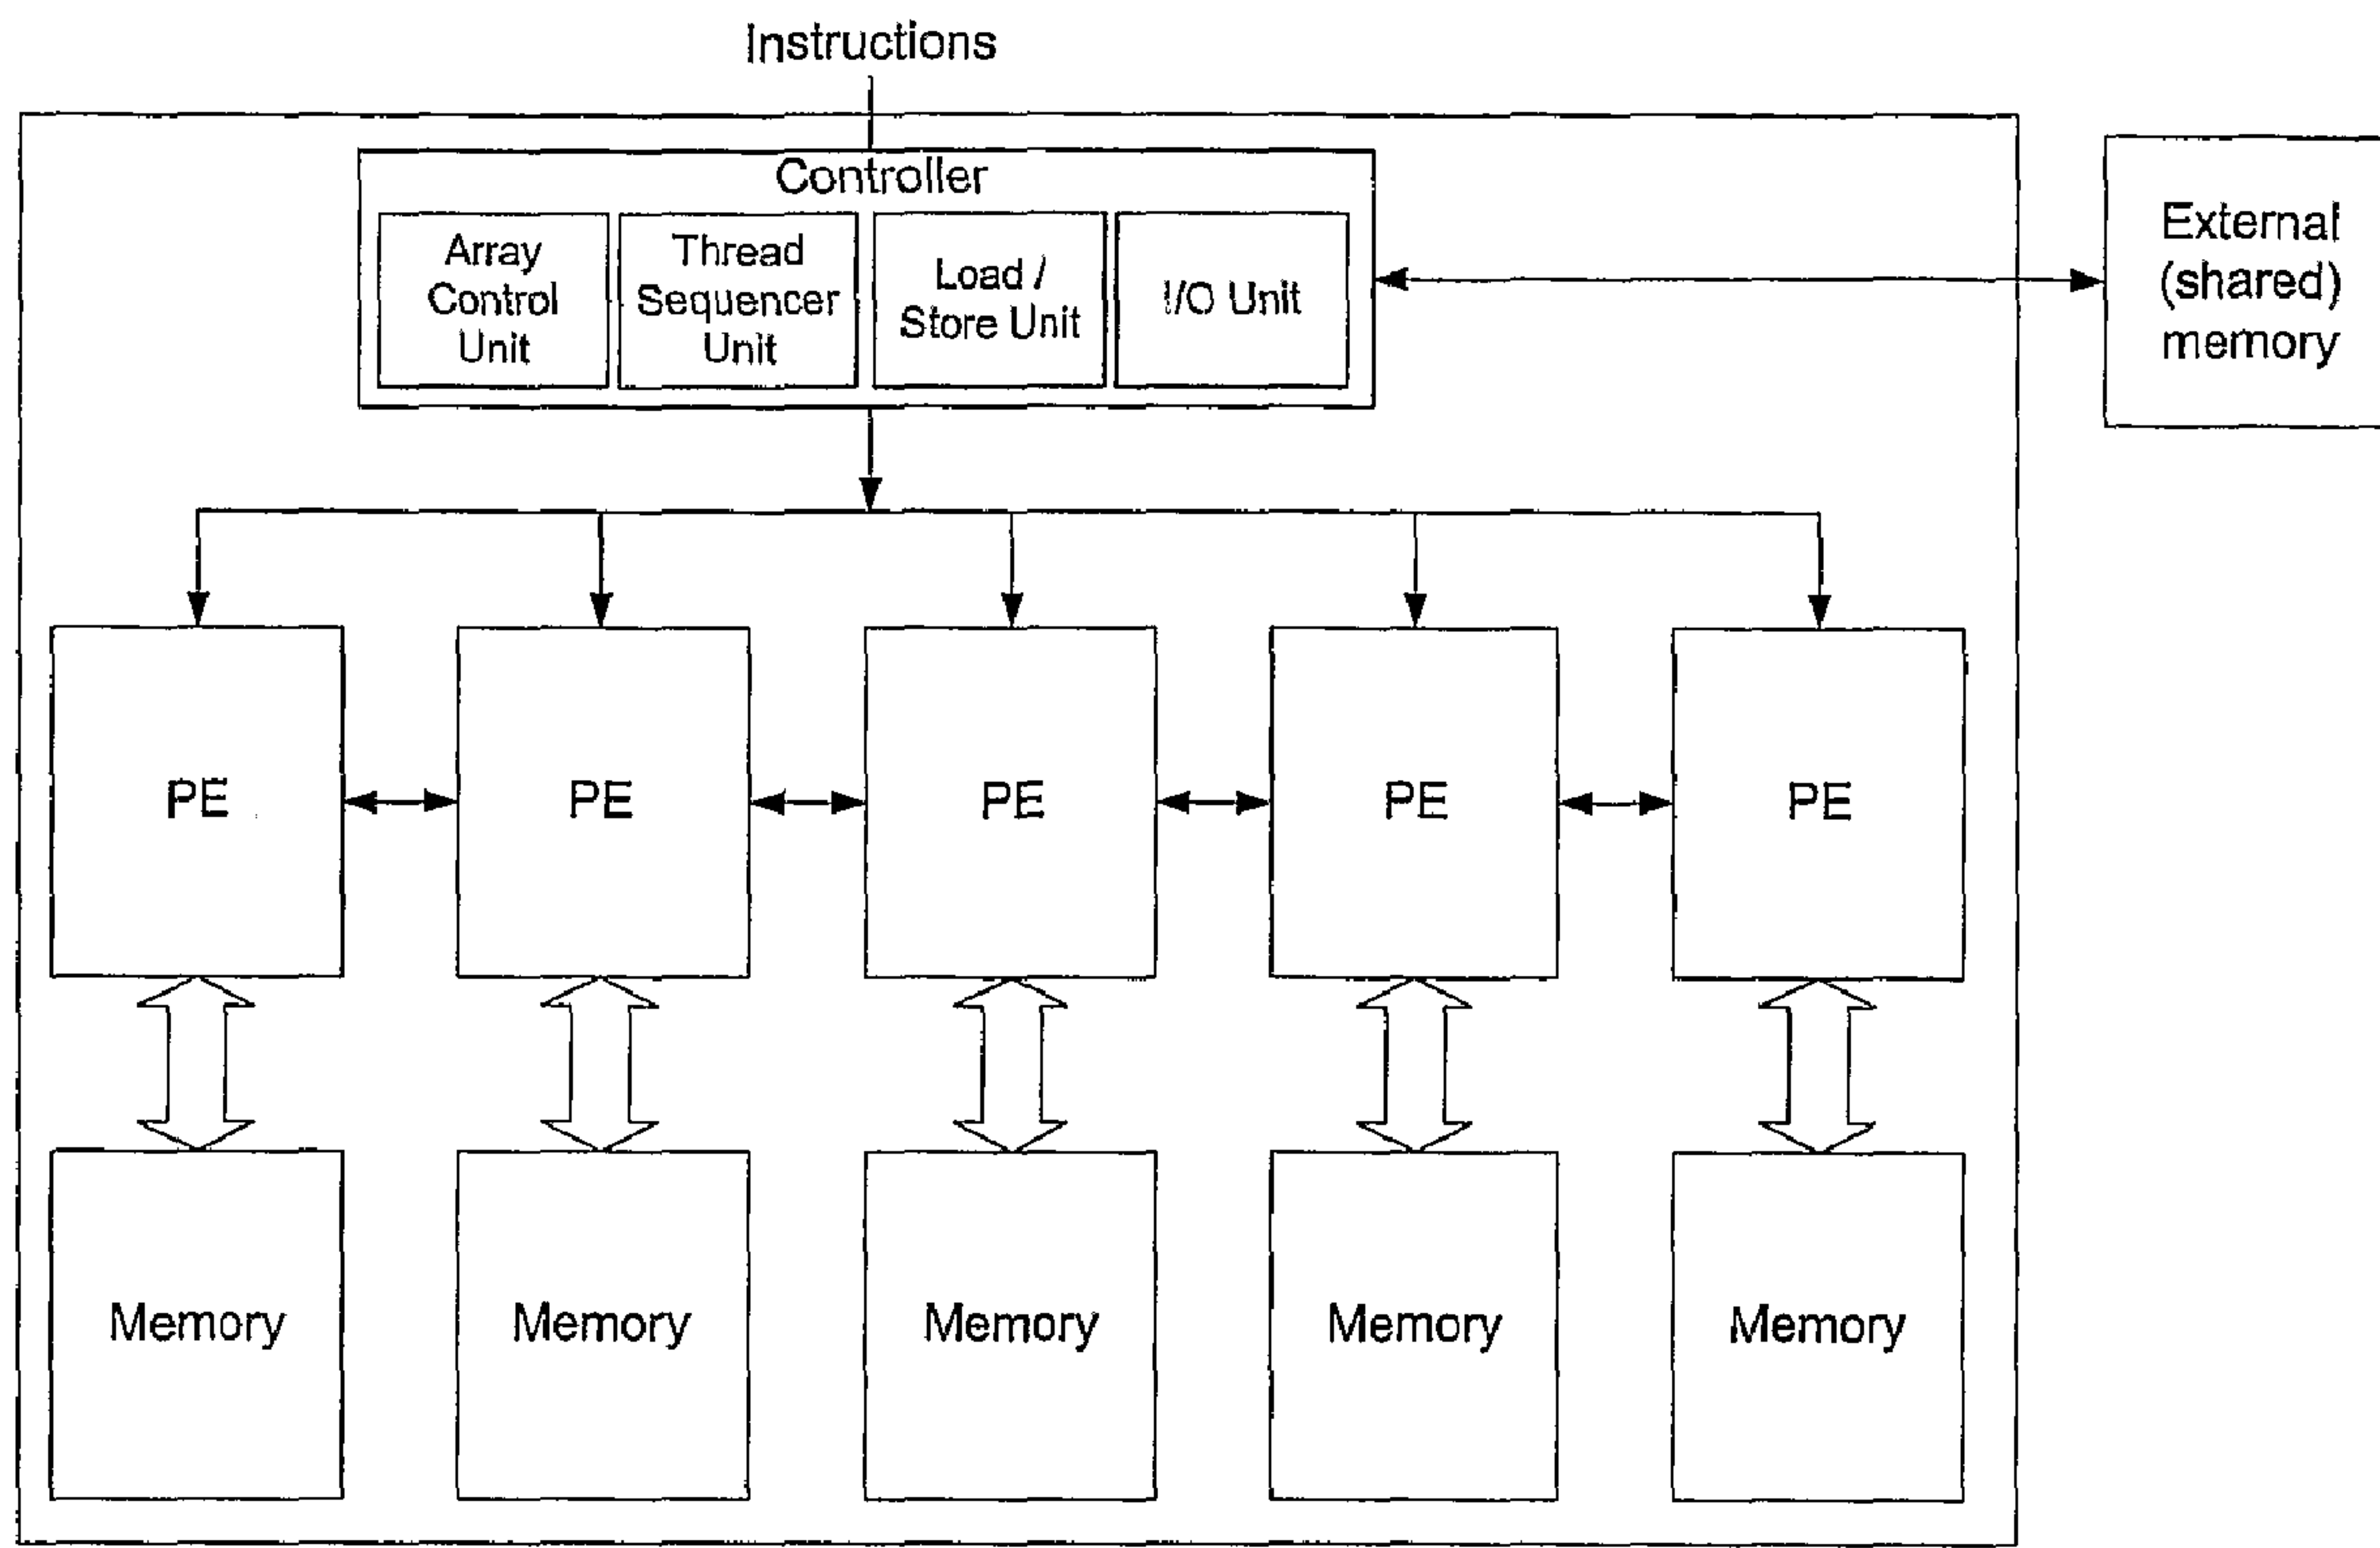 Instructions
Controller
Array
Control
Unit
Thread
Sequencer
Unit
Load /
Store Unit
I/O Unit
External
(shared)
memory
PE
PE
PE
PE
PE
Memory
Memory
Memory
Memory
Memory